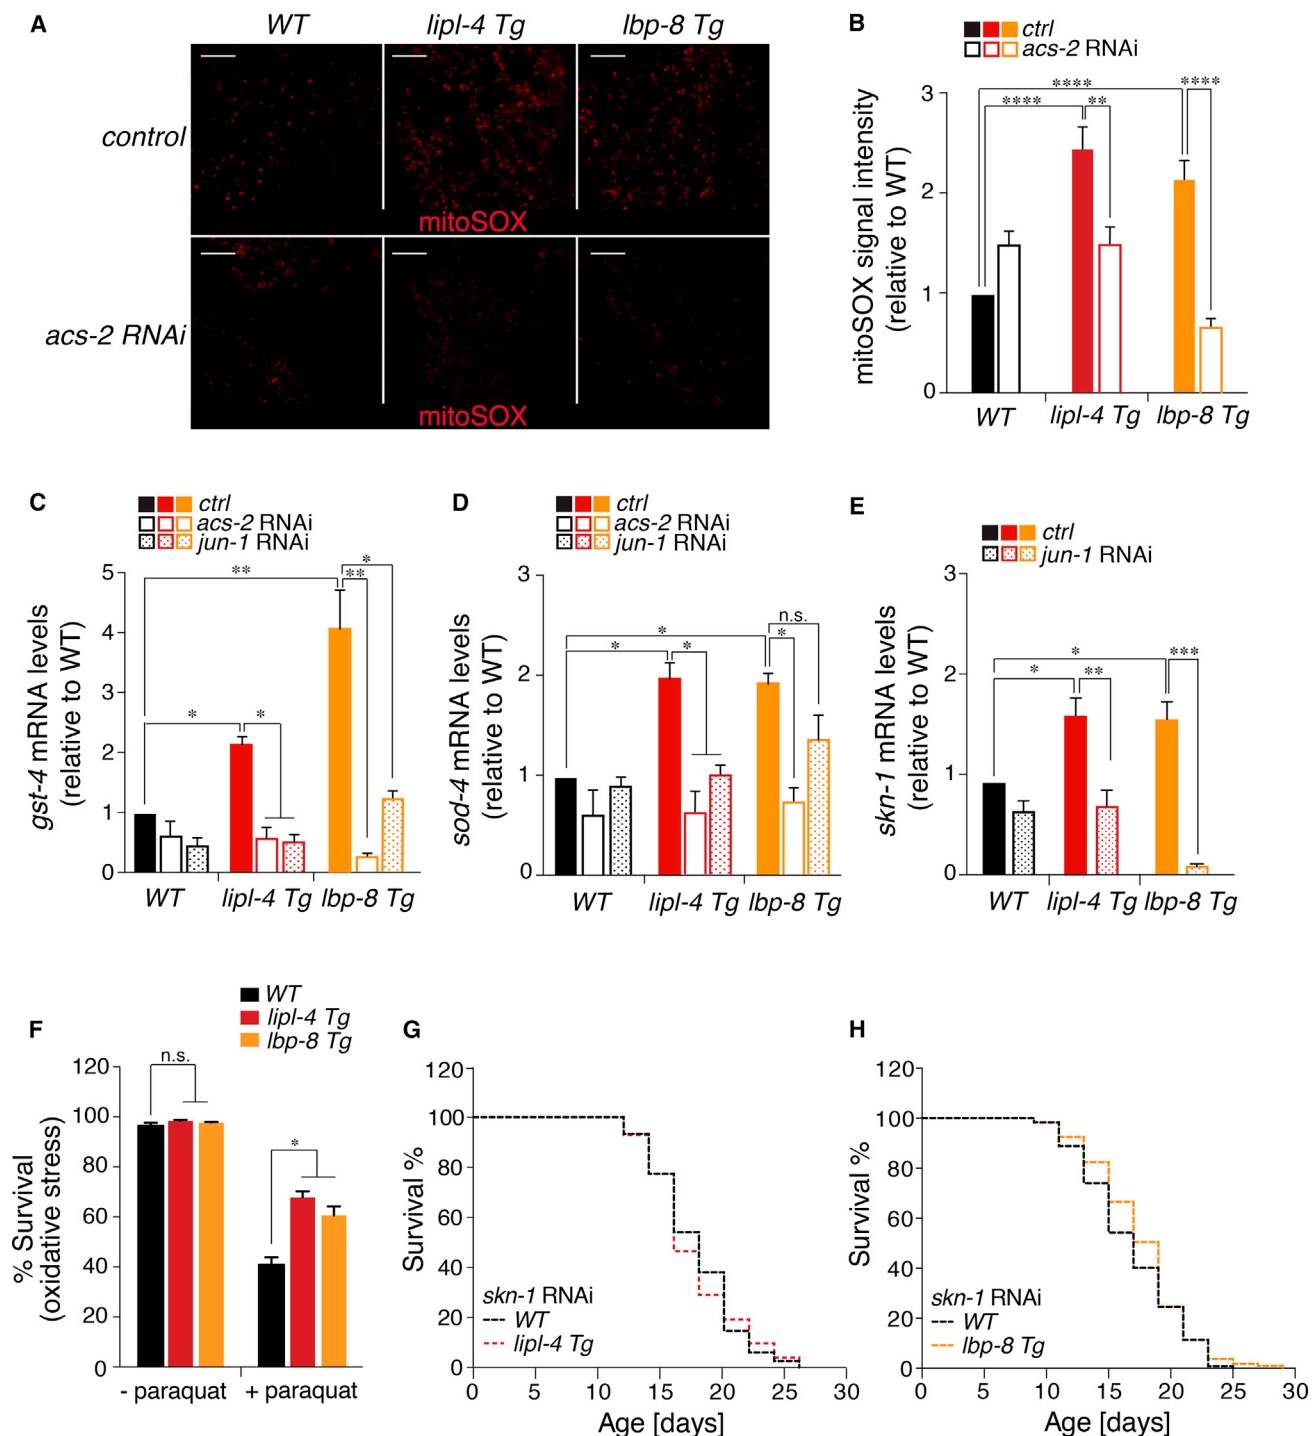 A
WT
lipl-4 Tg
lbp-8 Tg
control
mitoSOX
acs-2 RNAi
mitoSOX
B
ctrl
acs-2 RNAi
mitoSOX signal intensity
(relative to WT)
3
2
1
0
****
****
**
****
WT
lipl-4 Tg
lbp-8 Tg
C
ctrl
acs-2 RNAi
jun-1 RNAi
gst-4 mRNA levels
(relative to WT)
5
4
3
2
1
0
**
*
**
*
*
WT
lipl-4 Tg
lbp-8 Tg
D
ctrl
acs-2 RNAi
jun-1 RNAi
sod-4 mRNA levels
(relative to WT)
3
2
1
0
n.s.
*
*
*
*
WT
lipl-4 Tg
lbp-8 Tg
E
ctrl
jun-1 RNAi
skn-1 mRNA levels
(relative to WT)
3
2
1
0
*
***
*
**
WT
lipl-4 Tg
lbp-8 Tg
F
WT
lipl-4 Tg
lbp-8 Tg
% Survival
(oxidative stress)
120
100
80
60
40
20
0
n.s.
*
- paraquat
+ paraquat
G
Survival %
120
100
80
60
40
20
0
skn-1 RNAi
WT
lipl-4 Tg
0 5 10 15 20 25 30
Age [days]
H
Survival %
120
100
80
60
40
20
0
skn-1 RNAi
WT
lbp-8 Tg
0 5 10 15 20 25 30
Age [days]